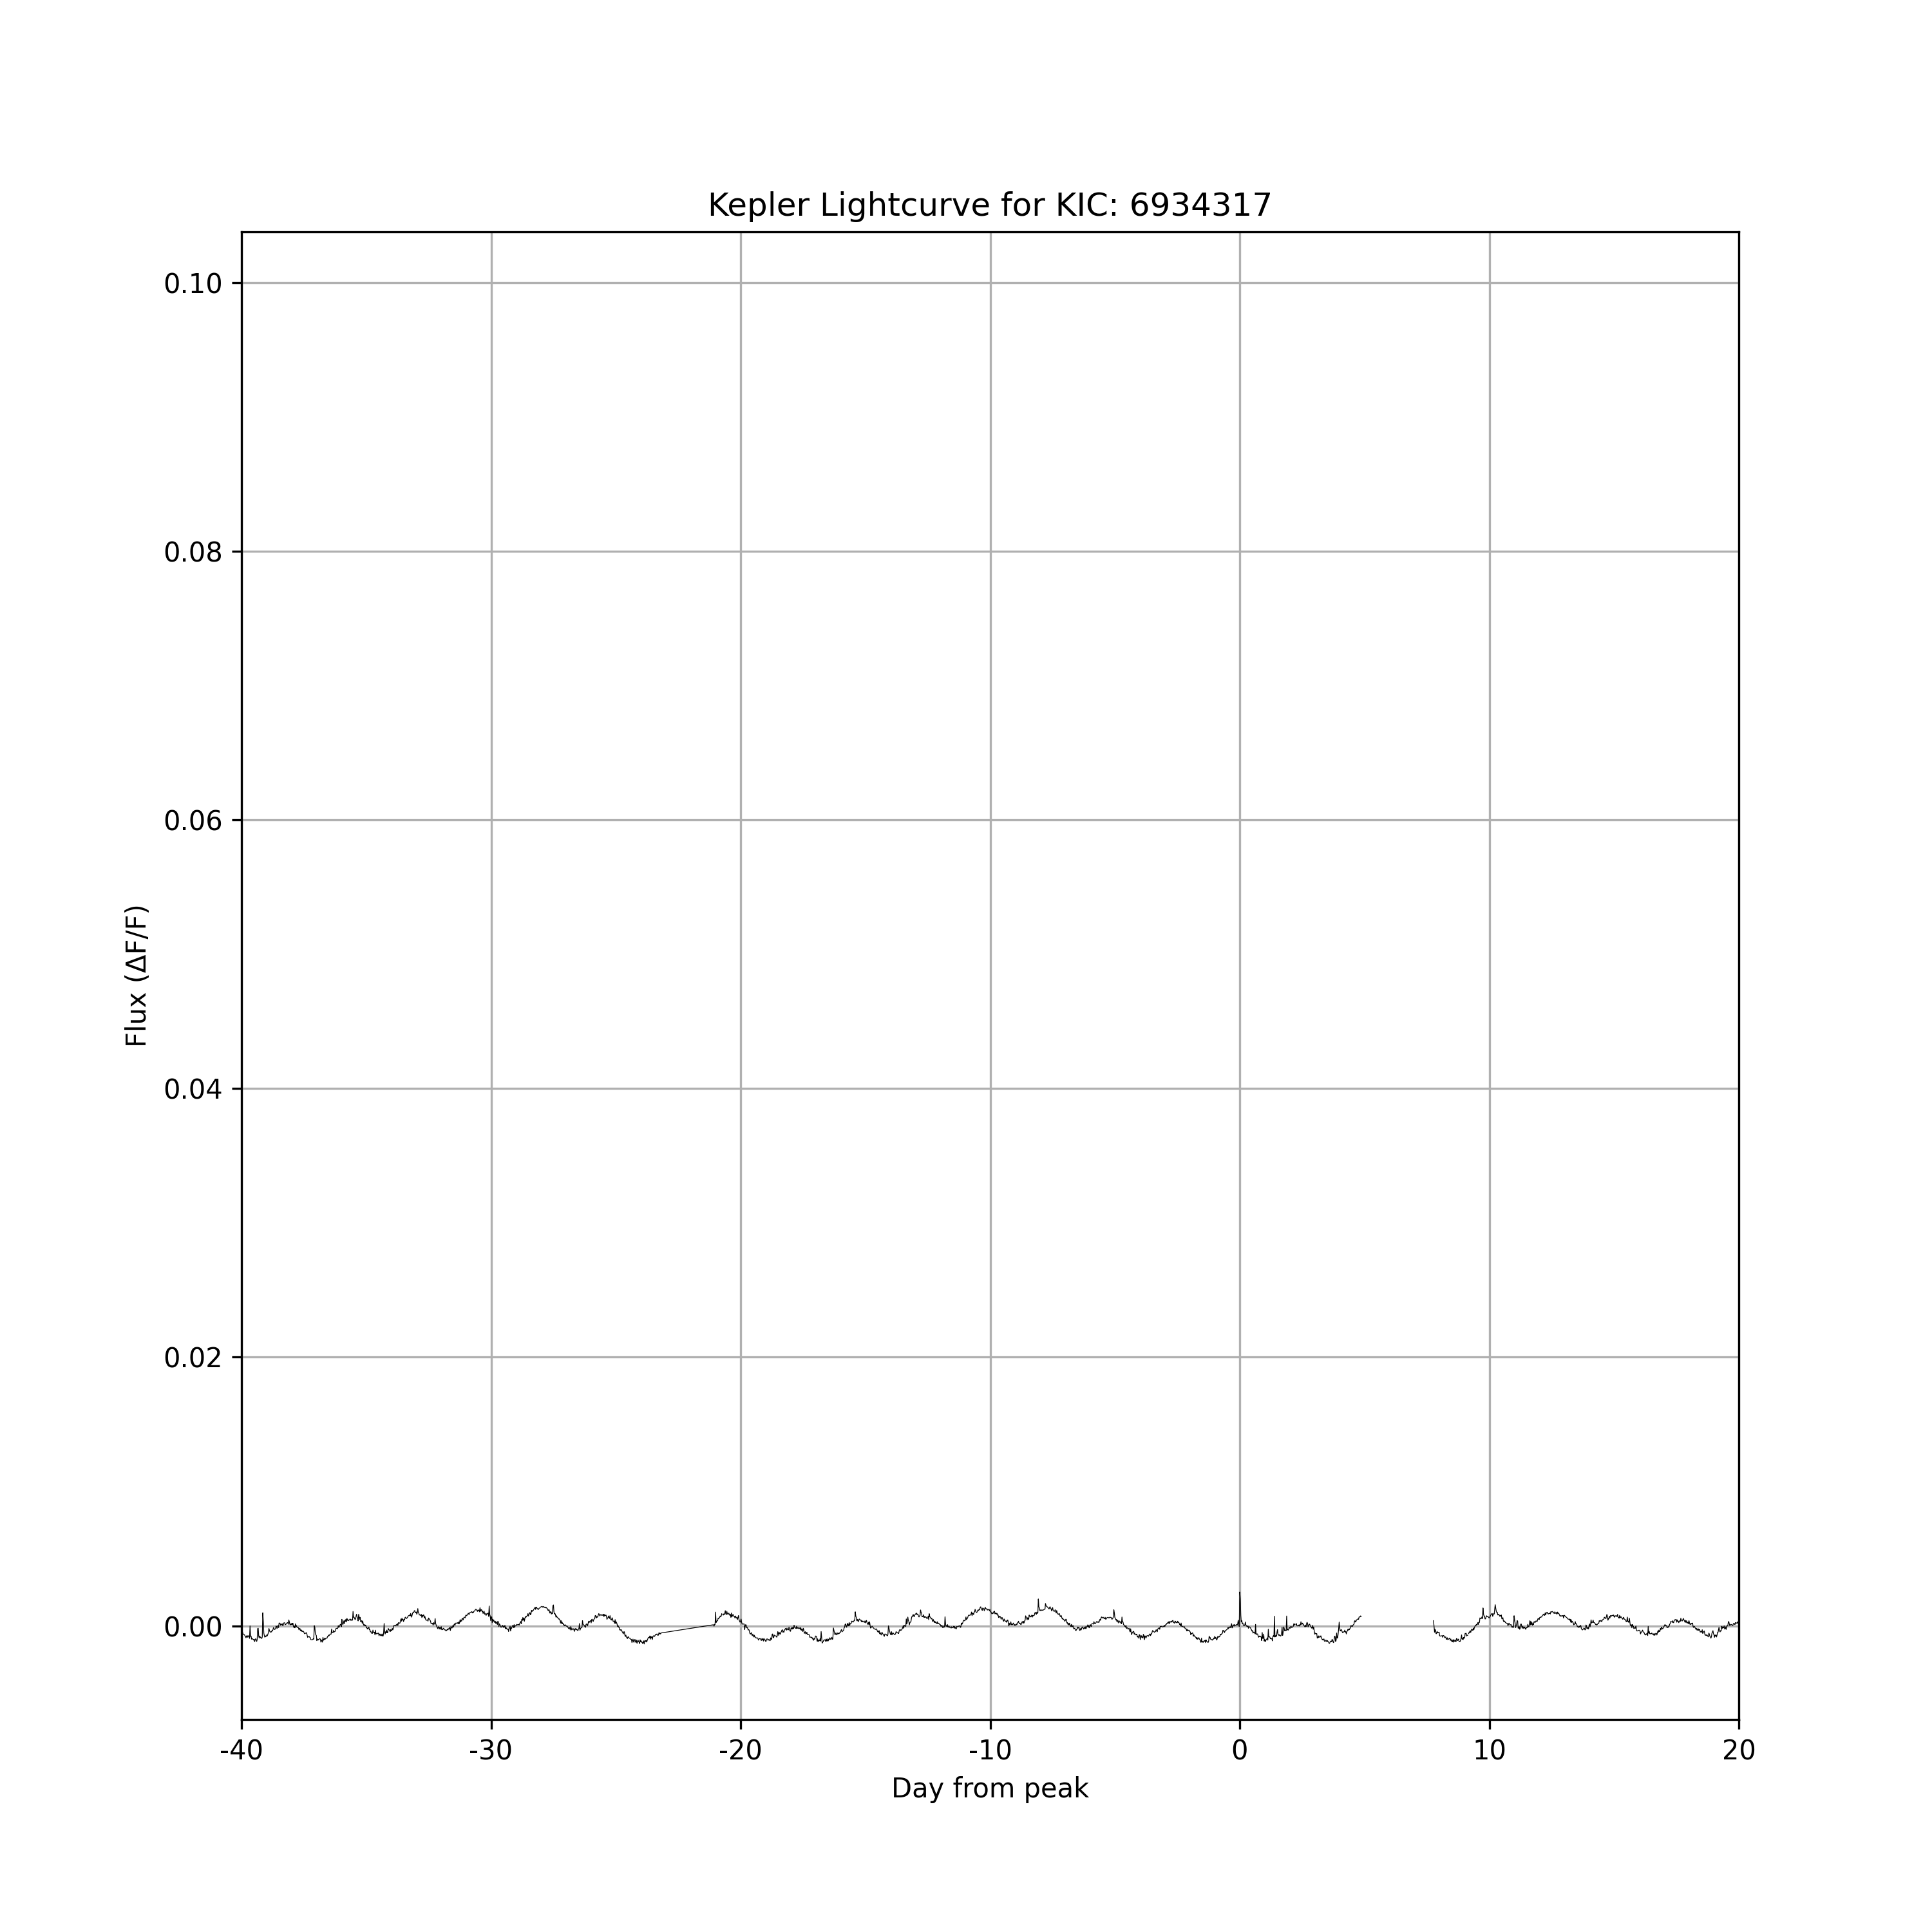 Kepler Lightcurve for KIC: 6934317
0.10
0.08
0.06
0.04
0.02
0.00
Flux (ΔF/F)
-40 -30 -20 -10 0 10 20
Day from peak